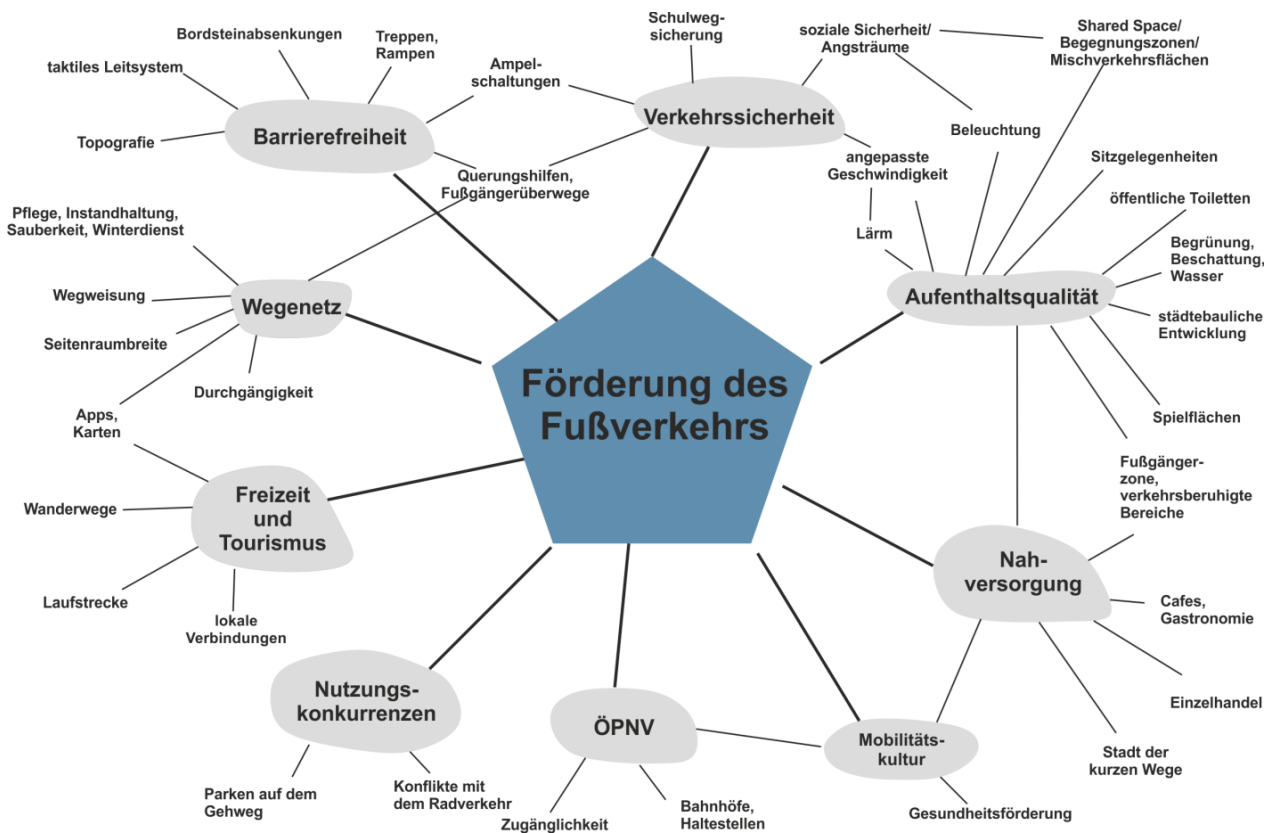 Schulweg-
sicherung
soziale Sicherheit/
Angsträume
Shared Space/
Begegnungszonen/
Mischverkehrsflächen
Bordsteinabsenkungen
Treppen,
Rampen
taktiles Leitsystem
Ampel-
schaltungen
Barrierefreiheit
Verkehrssicherheit
Topografie
Beleuchtung
Querungshilfen,
Fußgängerüberwege
angepasste
Geschwindigkeit
Sitzgelegenheiten
öffentliche Toiletten
Pflege, Instandhaltung,
Sauberkeit, Winterdienst
Lärm
Begrünung,
Beschattung,
Wasser
Wegweisung
Wegenetz
Aufenthaltsqualität
städtebauliche
Entwicklung
Seitenraumbreite
Durchgängigkeit
Förderung des
Fußverkehrs
Apps,
Karten
Spielflächen
Fußgänger-
zone,
verkehrsberuhigte
Bereiche
Wanderwege
Freizeit
und
Tourismus
Nah-
versorgung
Laufstrecke
lokale
Verbindungen
Cafes,
Gastronomie
Nutzungs-
konkurrenzen
ÖPNV
Mobilitäts-
kultur
Einzelhandel
Stadt der
kurzen Wege
Parken auf dem
Gehweg
Konflikte mit
dem Radverkehr
Zugänglichkeit
Bahnhöfe,
Haltestellen
Gesundheitsförderung